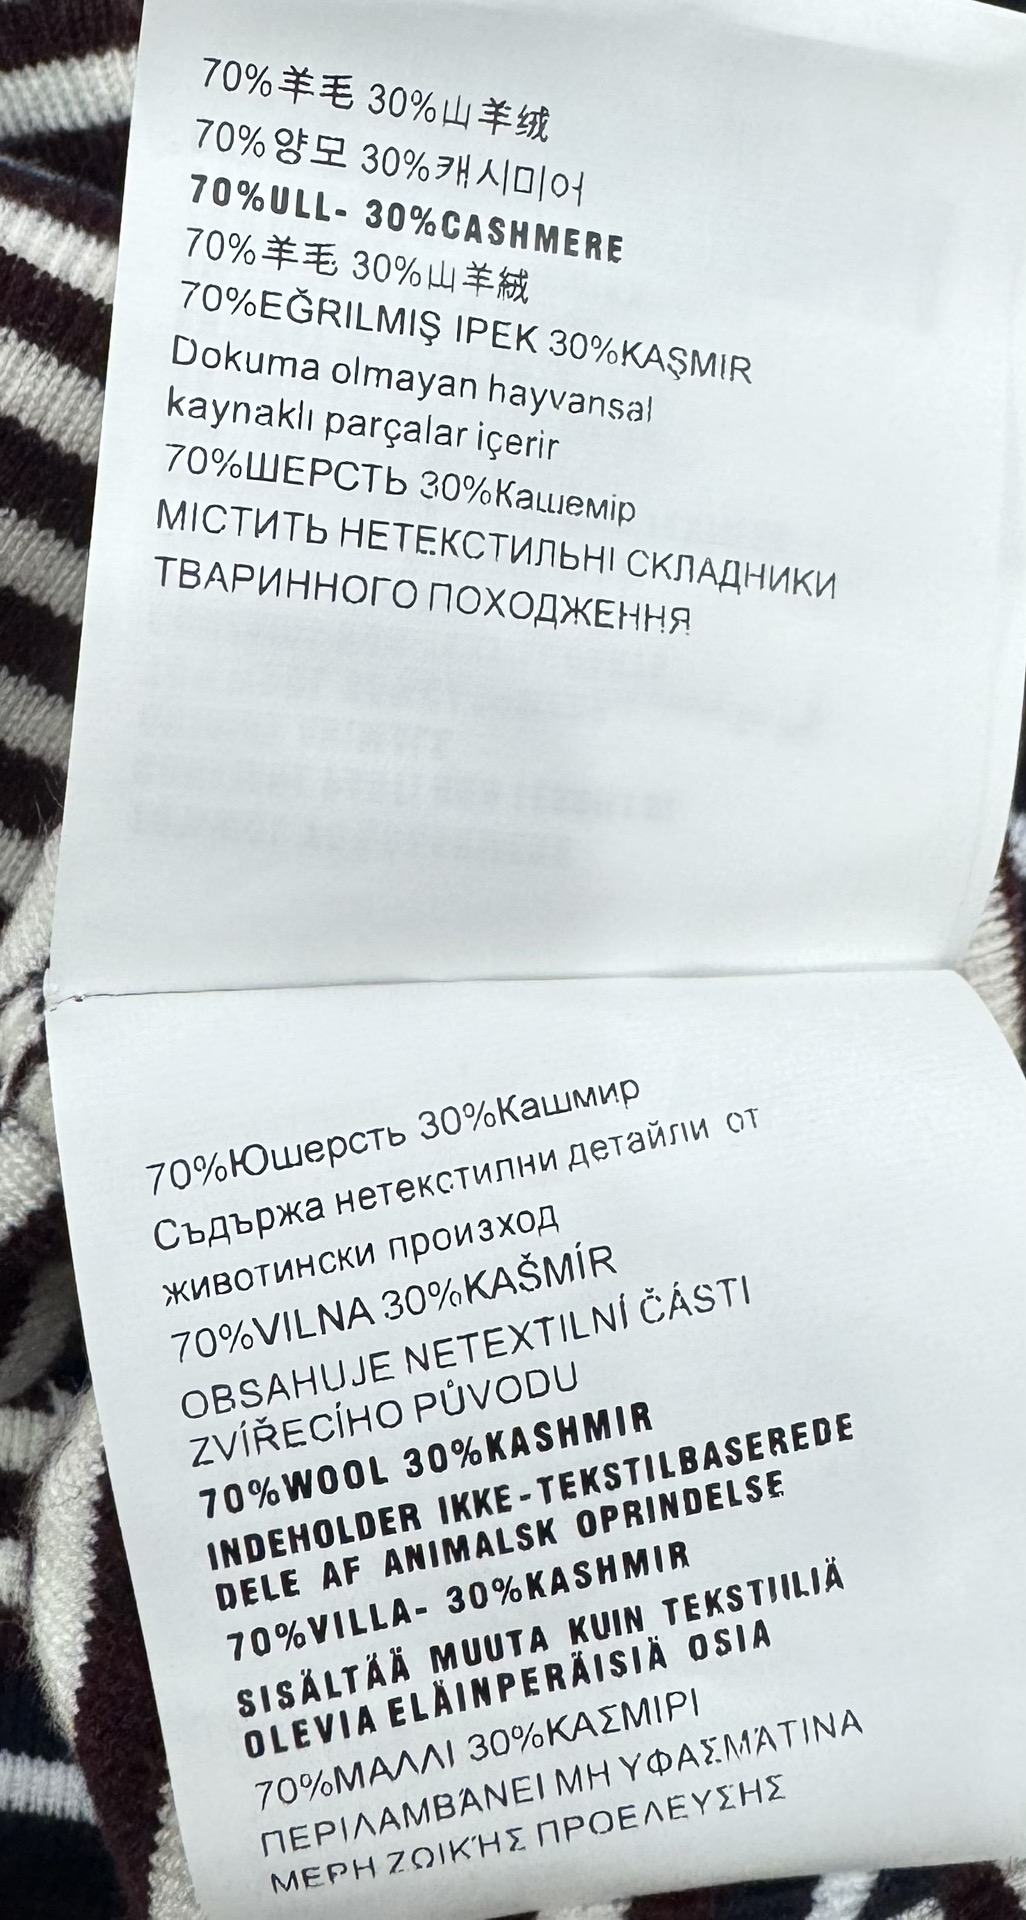 70%羊毛 30%山羊绒
70%양모 30%캐시미어
70%ULL- 30%CASHMERE
70%羊毛 30%山羊絨
70%EĞRILMIŞ IPEK 30%KAŞMIR
Dokuma olmayan hayvansal
kaynaklı parçalar içerir
70%ШЕРСТЬ 30%Кашемір
МІСТИТЬ НЕТЕКСТИЛЬНІ СКЛАДНИКИ
ТВАРИННОГО ПОХОДЖЕННЯ
70%Юшерсть 30%Кашмир
Съдържа нетекстилни детайли от
животински произход
70%VILNA 30%KAŠMÍR
OBSAHUJE NETEXTILNÍ ČÁSTI
ZVÍŘECÍHO PŮVODU
70%WOOL 30%KASHMIR
INDEHOLDER IKKE-TEKSTILBASEREDE
DELE AF ANIMALSK OPRINDELSE
70%VILLA- 30%KASHMIR
SISÄLTÄÄ MUUTA KUIN TEKSTIILIÄ
OLEVIA ELÄINPERÄISIÄ OSIA
70%ΜΑΛΛΙ 30%ΚΑΣΜΙΡΙ
ΠΕΡΙΛΑΜΒΆΝΕΙ ΜΗ ΥΦΑΣΜΆΤΙΝΑ
ΜΕΡΗ ΖΩΙΚΉΣ ΠΡΟΕΛΕΥΣΗΣ